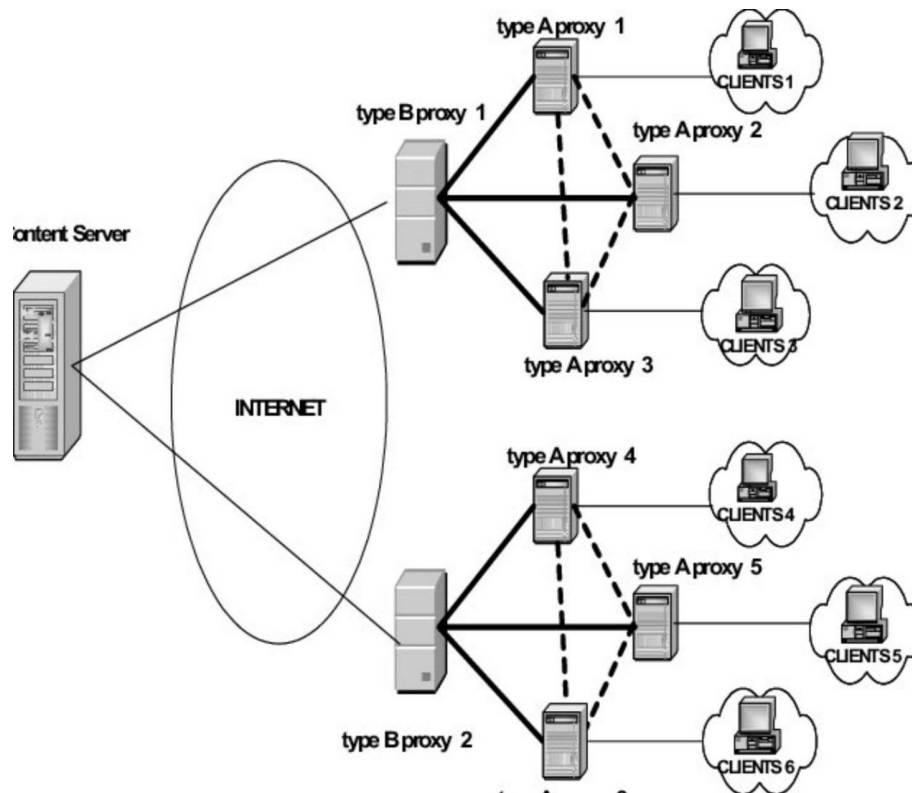 type A proxy 1
CLIENTS 1
type B proxy 1
type A proxy 2
CLIENTS 2
Content Server
CLIENTS 3
type A proxy 3
INTERNET
type A proxy 4
CLIENTS 4
type A proxy 5
CLIENTS 5
type B proxy 2
CLIENTS 6